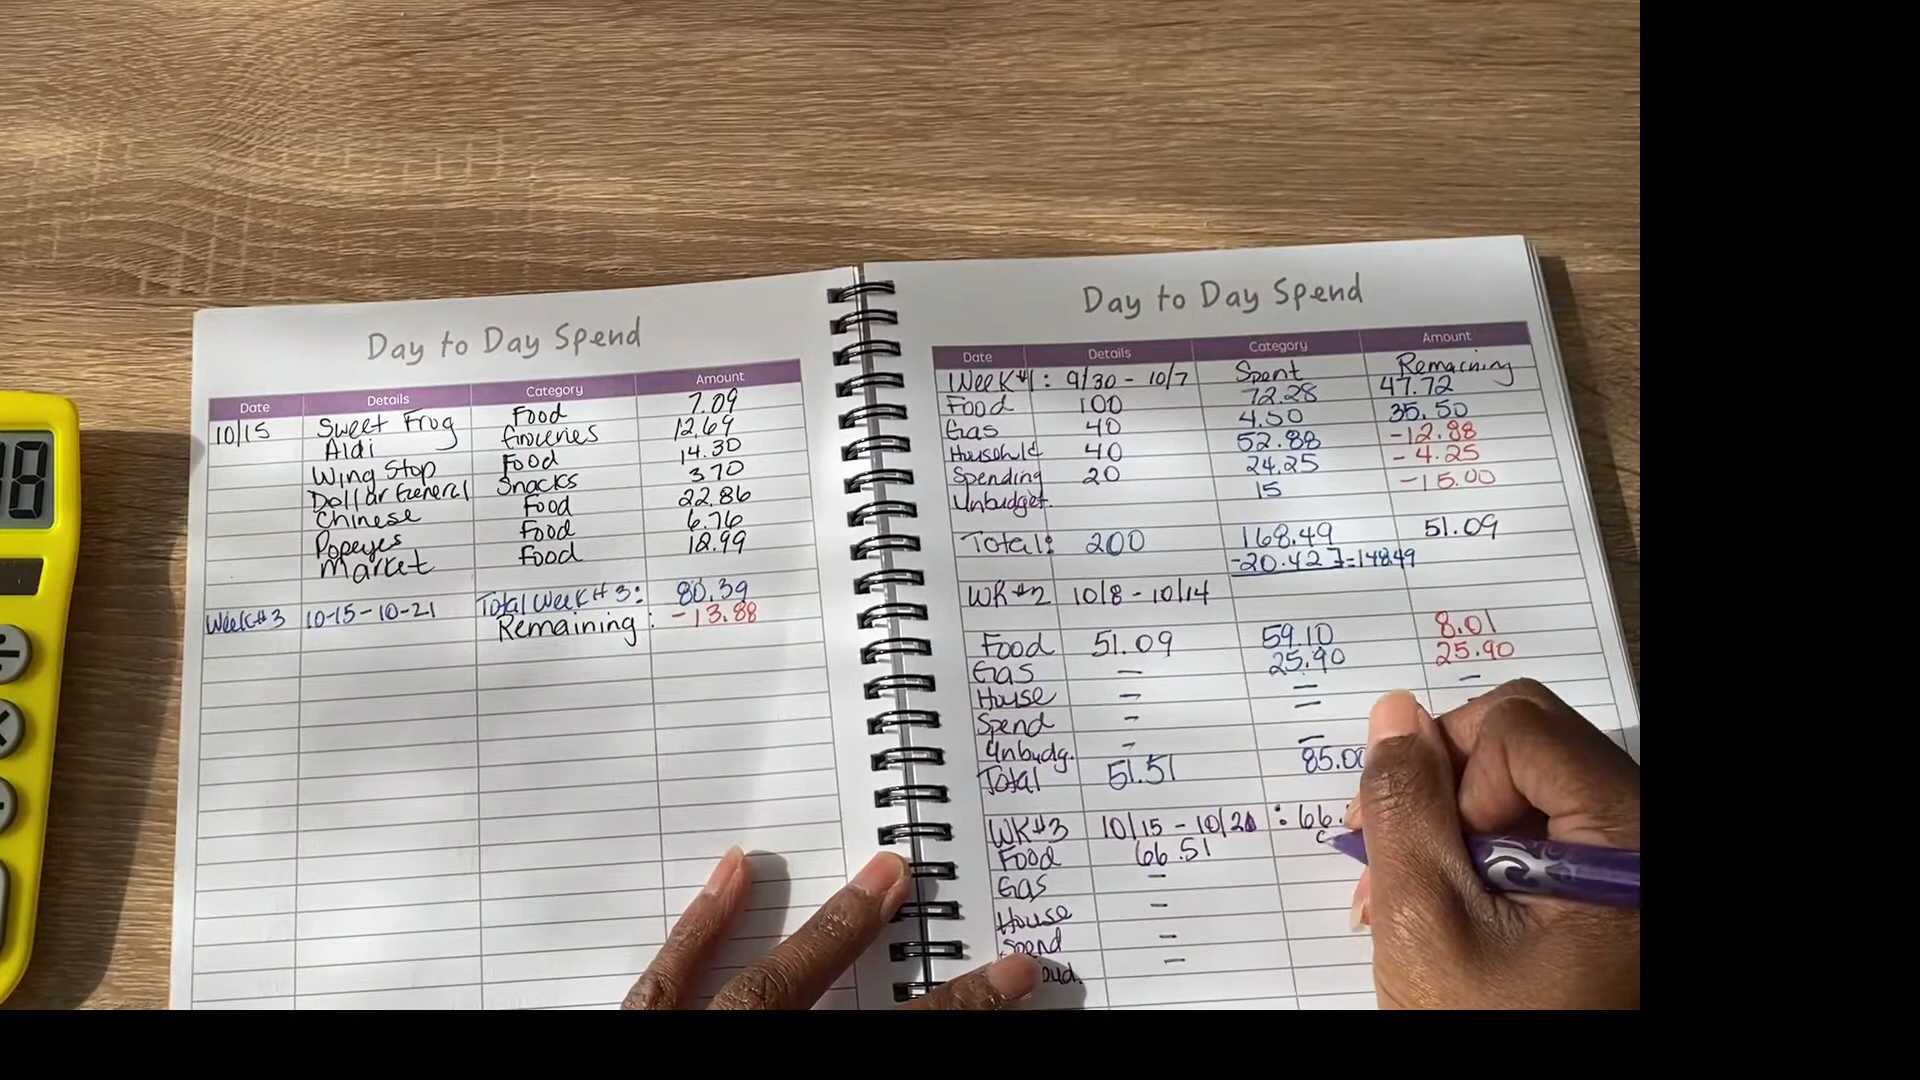 Day to Day Spend
Date Details Category Amount
10/15 Sweet Frog Food 7.09
Aldi Groceries 12.69
Wing Stop Food 14.30
Dollar General Snacks 3.70
Chinese Food 22.86
Popeyes Food 6.76
Market Food 12.99
Total Week# 3: 80.39
Week#3 10-15-10-21 Remaining: -13.88
Day to Day Spend
Date Details Category Amount
Week#1: 9/30 - 10/7 Spent Remaining
Food 100 72.28 47.72
Gas 40 4.50 35.50
Household 40 52.88 -12.88
Spending 20 24.25 -4.25
Unbudget. 15 -15.00
Total: 200 168.49 51.09
-20.42 =148.49
WK#2 10/8 - 10/14
Food 51.09 59.10 8.01
Gas - 25.90 25.90
House - - -
Spend - -
Unbudg. - -
Total 51.51 85.00
WK#3 10/15 - 10/21 : 66.
Food 66.51
Gas -
House -
Spend -
-